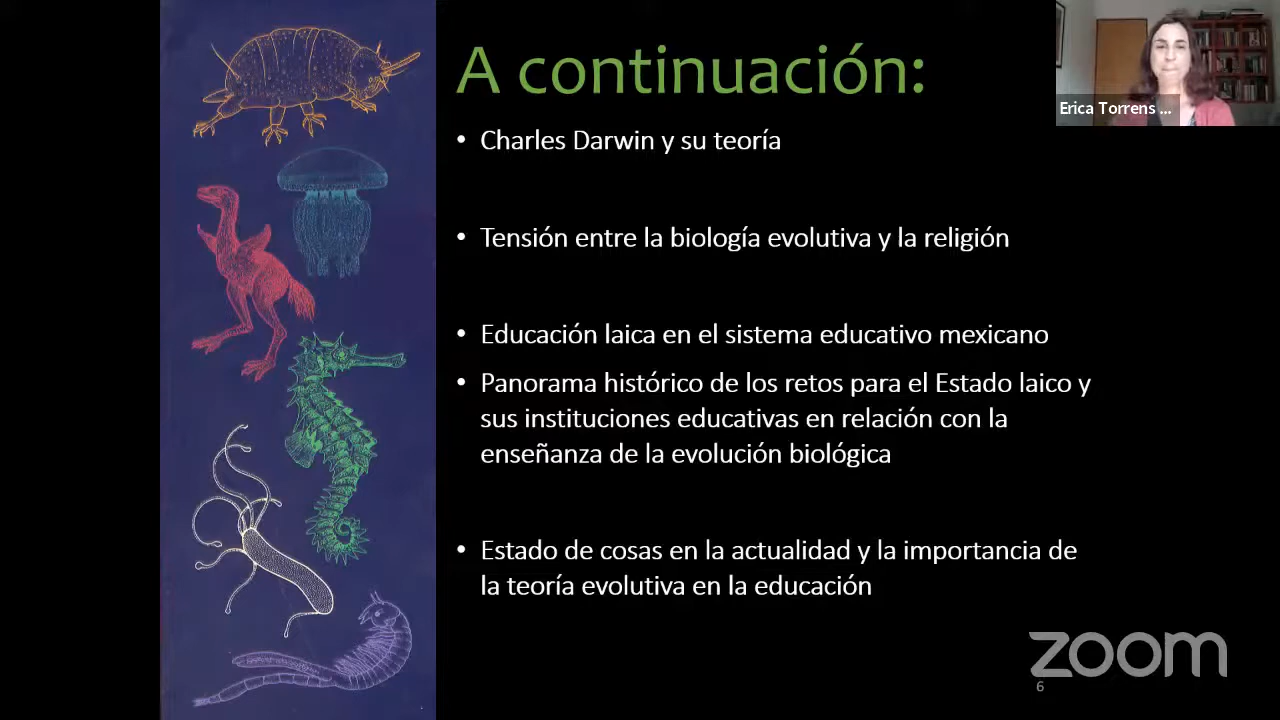 A continuación:
Erica Torrens ...
• Charles Darwin y su teoría
• Tensión entre la biología evolutiva y la religión
• Educación laica en el sistema educativo mexicano
• Panorama histórico de los retos para el Estado laico y
sus instituciones educativas en relación con la
enseñanza de la evolución biológica
• Estado de cosas en la actualidad y la importancia de
la teoría evolutiva en la educación
zoom
6